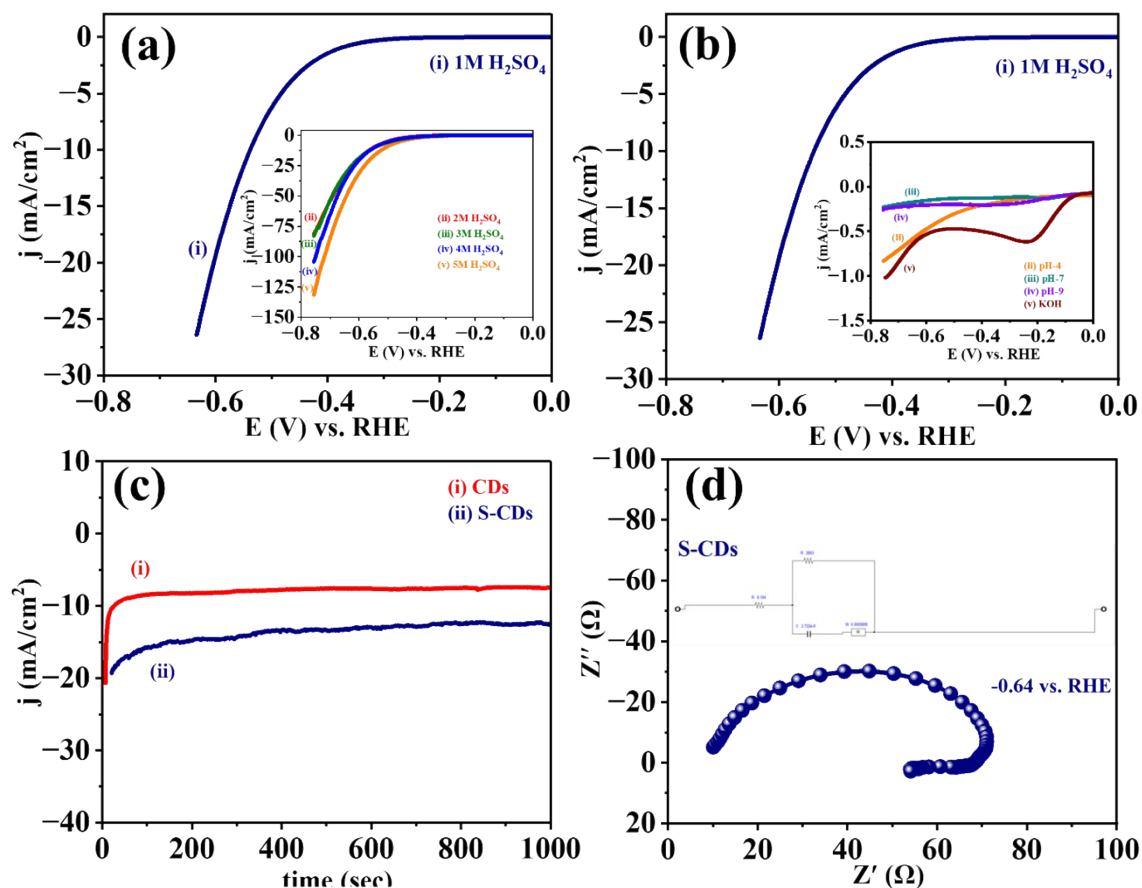 (a)
(i) 1M H₂SO₄
(i)
0
−5
−10
−15
−20
−25
−30
j (mA/cm²)
−0.8
−0.6
−0.4
−0.2
0.0
E (V) vs. RHE
0
−25
−50
−75
−100
−125
−150
j (mA/cm²)
(ii)
(iii)
(iv)
(v)
(ii) 2M H₂SO₄
(iii) 3M H₂SO₄
(iv) 4M H₂SO₄
(v) 5M H₂SO₄
−0.8
−0.6
−0.4
−0.2
0.0
E (V) vs. RHE
(b)
(i) 1M H₂SO₄
(i)
0
−5
−10
−15
−20
−25
−30
j (mA/cm²)
−0.8
−0.6
−0.4
−0.2
0.0
E (V) vs. RHE
0.5
0.0
−0.5
−1.0
−1.5
j (mA/cm²)
(iii)
(iv)
(ii)
(v)
(ii) pH-4
(iii) pH-7
(iv) pH-9
(v) KOH
−0.8
−0.6
−0.4
−0.2
0.0
E (V) vs. RHE
(c)
(i) CDs
(ii) S-CDs
(i)
(ii)
10
0
−10
−20
−30
−40
j (mA/cm²)
0
200
400
600
800
1000
time (sec)
(d)
S-CDs
-0.64 vs. RHE
−100
−80
−60
−40
−20
0
20
Z′′ (Ω)
0
20
40
60
80
100
Z′ (Ω)